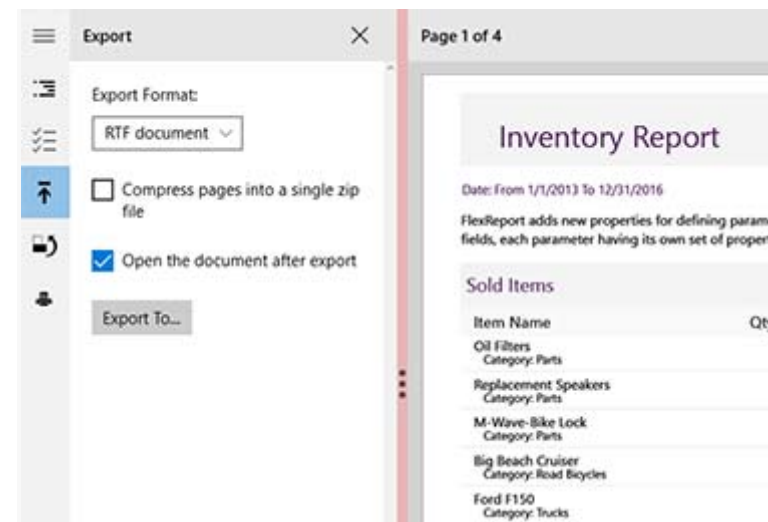 Export
Export Format:
RTF document
Compress pages into a single zip
file
Open the document after export
Export To...
Page 1 of 4
Inventory Report
Date: From 1/1/2013 To 12/31/2016
FlexReport adds new properties for defining param
fields, each parameter having its own set of proper
Sold Items
Item Name Qty
Oil Filters
Category: Parts
Replacement Speakers
Category: Parts
M-Wave-Bike Lock
Category: Parts
Big Beach Cruiser
Category: Road Bicycles
Ford F150
Category: Trucks